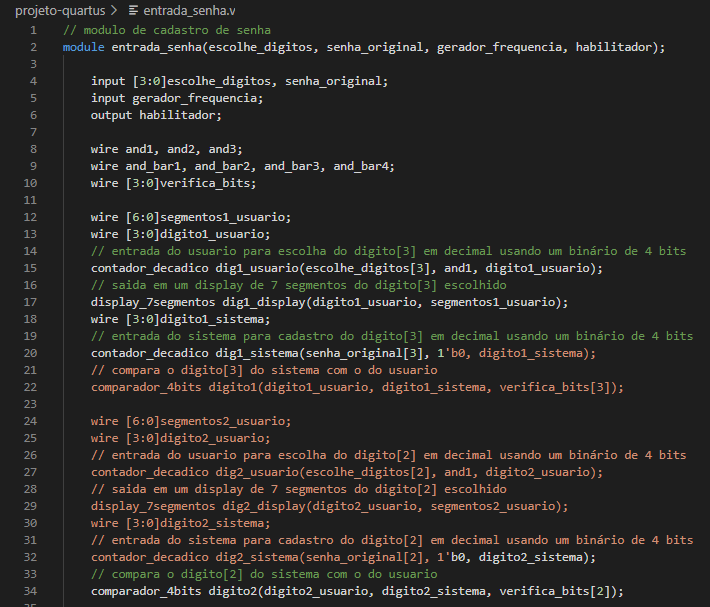 projeto-quartus > entrada_senha.v
1 // modulo de cadastro de senha
2 module entrada_senha(escolhe_digitos, senha_original, gerador_frequencia, habilitador);
3
4 input [3:0]escolhe_digitos, senha_original;
5 input gerador_frequencia;
6 output habilitador;
7
8 wire and1, and2, and3;
9 wire and_bar1, and_bar2, and_bar3, and_bar4;
10 wire [3:0]verifica_bits;
11
12 wire [6:0]segmentos1_usuario;
13 wire [3:0]digito1_usuario;
14 // entrada do usuario para escolha do digito[3] em decimal usando um binário de 4 bits
15 contador_decadico dig1_usuario(escolhe_digitos[3], and1, digito1_usuario);
16 // saida em um display de 7 segmentos do digito[3] escolhido
17 display_7segmentos dig1_display(digito1_usuario, segmentos1_usuario);
18 wire [3:0]digito1_sistema;
19 // entrada do sistema para cadastro do digito[3] em decimal usando um binário de 4 bits
20 contador_decadico dig1_sistema(senha_original[3], 1'b0, digito1_sistema);
21 // compara o digito[3] do sistema com o do usuario
22 comparador_4bits digito1(digito1_usuario, digito1_sistema, verifica_bits[3]);
23
24 wire [6:0]segmentos2_usuario;
25 wire [3:0]digito2_usuario;
26 // entrada do usuario para escolha do digito[2] em decimal usando um binário de 4 bits
27 contador_decadico dig2_usuario(escolhe_digitos[2], and1, digito2_usuario);
28 // saida em um display de 7 segmentos do digito[2] escolhido
29 display_7segmentos dig2_display(digito2_usuario, segmentos2_usuario);
30 wire [3:0]digito2_sistema;
31 // entrada do sistema para cadastro do digito[2] em decimal usando um binário de 4 bits
32 contador_decadico dig2_sistema(senha_original[2], 1'b0, digito2_sistema);
33 // compara o digito[2] do sistema com o do usuario
34 comparador_4bits digito2(digito2_usuario, digito2_sistema, verifica_bits[2]);